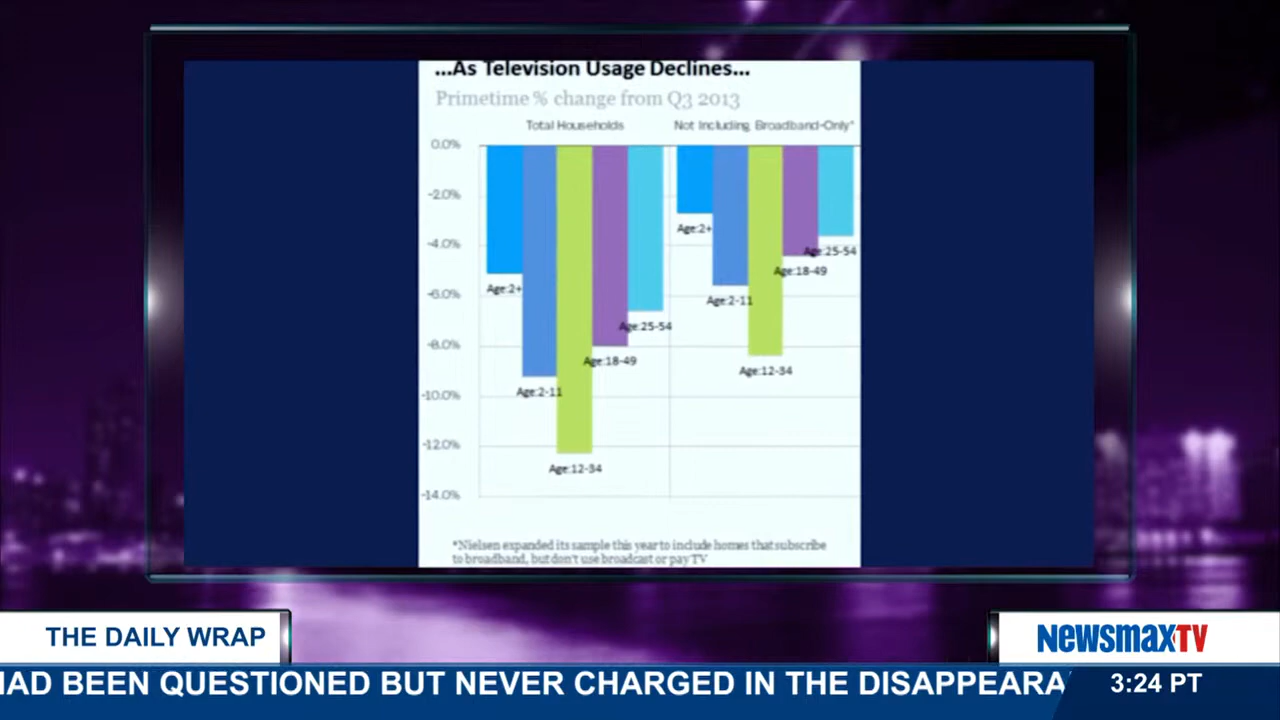 ...As Television Usage Declines...
Primetime % change from Q3 2013
Total Households
Not Including Broadband-Only*
0.0%
-2.0%
-4.0%
-6.0%
-8.0%
-10.0%
-12.0%
-14.0%
Age:2+
Age:2-11
Age:12-34
Age:18-49
Age:25-54
Age:2+
Age:2-11
Age:12-34
Age:18-49
Age:25-54
*Nielsen expanded its sample this year to include homes that subscribe
to broadband, but don't use broadcast or pay TV
THE DAILY WRAP
NEWSMAXTV
HAD BEEN QUESTIONED BUT NEVER CHARGED IN THE DISAPPEARA
3:24 PT